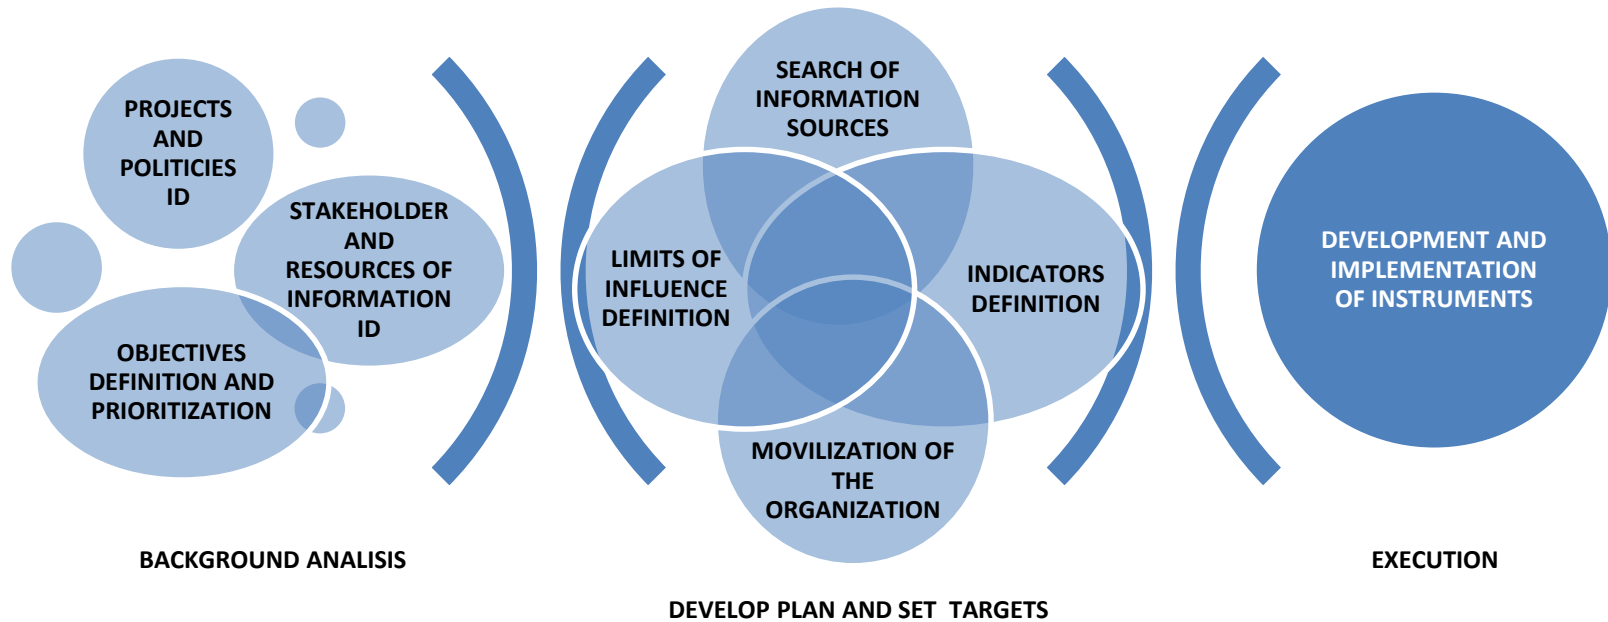 PROJECTS
AND
POLITICIES
ID
STAKEHOLDER
AND
RESOURCES OF
INFORMATION
ID
OBJECTIVES
DEFINITION AND
PRIORITIZATION
BACKGROUND ANALISIS
SEARCH OF
INFORMATION
SOURCES
LIMITS OF
INFLUENCE
DEFINITION
INDICATORS
DEFINITION
MOVILIZATION OF
THE
ORGANIZATION
DEVELOP PLAN AND SET TARGETS
DEVELOPMENT AND
IMPLEMENTATION
OF INSTRUMENTS
EXECUTION